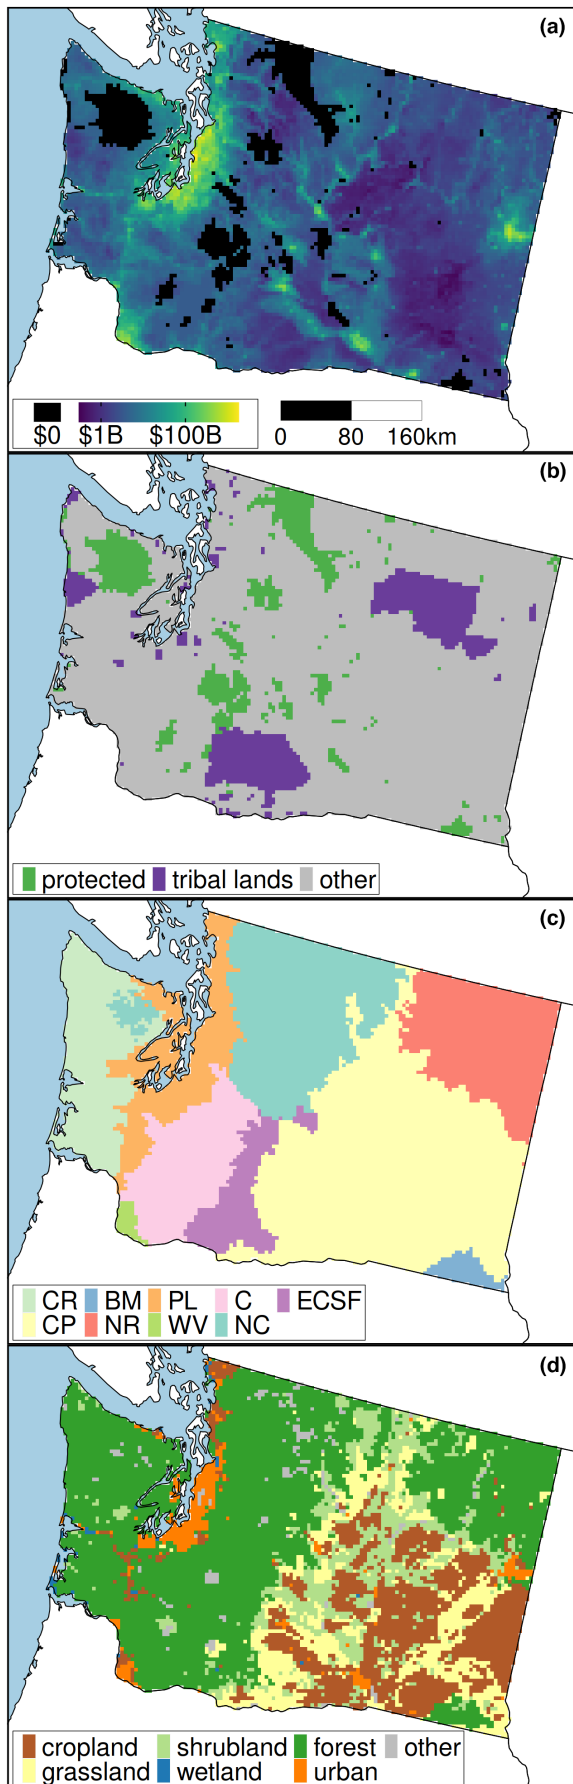 (a)
$0 $1B $100B
0 80 160km
(b)
protected tribal lands other
(c)
CR BM PL C ECSF
CP NR WV NC
(d)
cropland shrubland forest other
grassland wetland urban